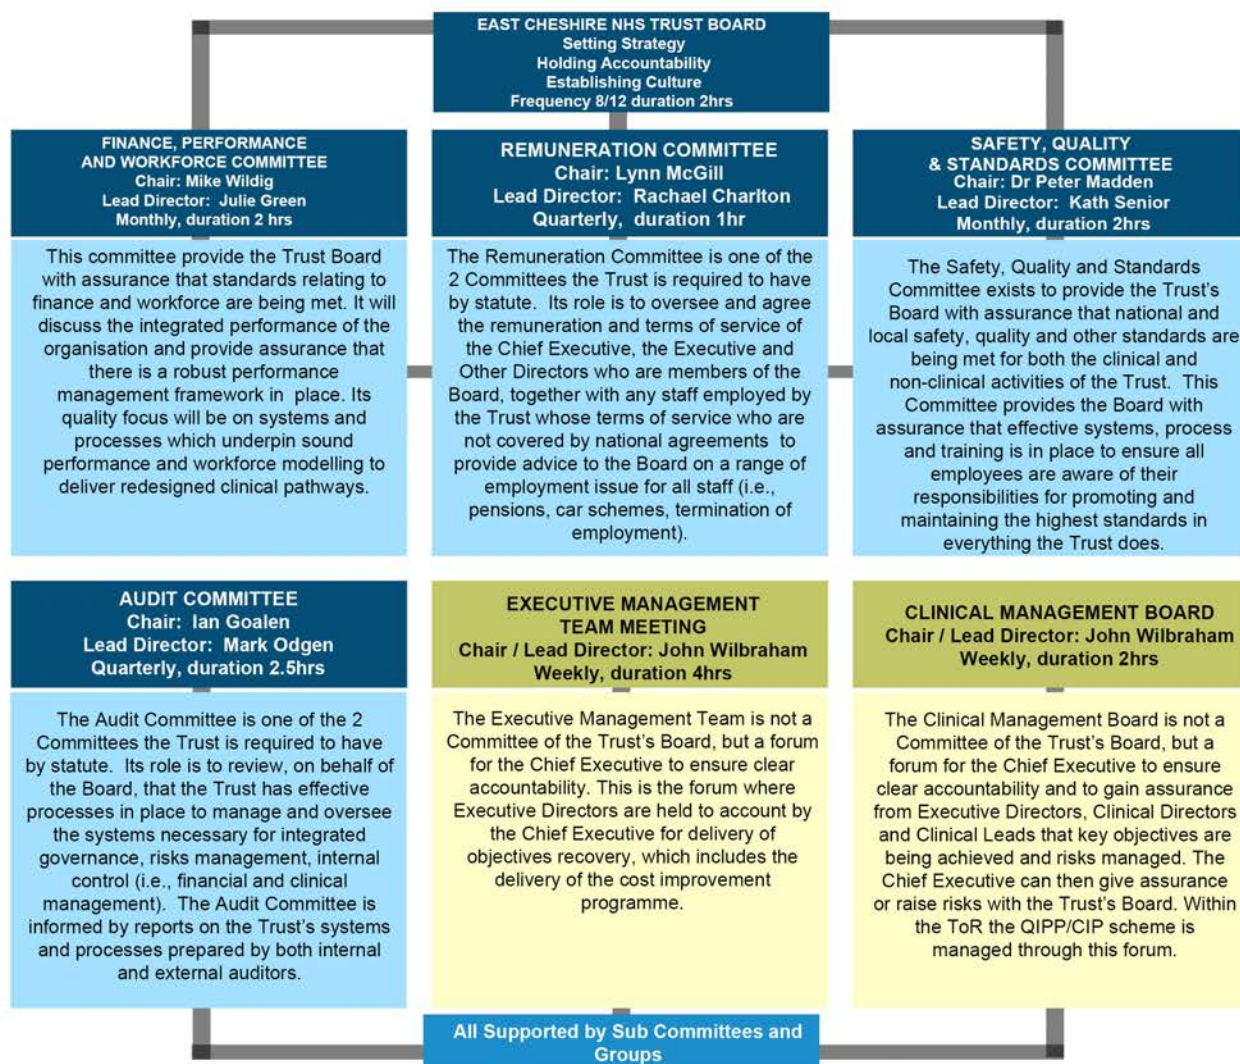 EAST CHESHIRE NHS TRUST BOARD
Setting Strategy
Holding Accountability
Establishing Culture
Frequency 8/12 duration 2hrs
FINANCE, PERFORMANCE
AND WORKFORCE COMMITTEE
Chair: Mike Wildig
Lead Director: Julie Green
Monthly, duration 2 hrs
This committee provide the Trust Board
with assurance that standards relating to
finance and workforce are being met. It will
discuss the integrated performance of the
organisation and provide assurance that
there is a robust performance
management framework in place. Its
quality focus will be on systems and
processes which underpin sound
performance and workforce modelling to
deliver redesigned clinical pathways.
REMUNERATION COMMITTEE
Chair: Lynn McGill
Lead Director: Rachael Charlton
Quarterly, duration 1hr
The Remuneration Committee is one of the
2 Committees the Trust is required to have
by statute. Its role is to oversee and agree
the remuneration and terms of service of
the Chief Executive, the Executive and
Other Directors who are members of the
Board, together with any staff employed by
the Trust whose terms of service who are
not covered by national agreements to
provide advice to the Board on a range of
employment issue for all staff (i.e.,
pensions, car schemes, termination of
employment).
SAFETY, QUALITY
& STANDARDS COMMITTEE
Chair: Dr Peter Madden
Lead Director: Kath Senior
Monthly, duration 2hrs
The Safety, Quality and Standards
Committee exists to provide the Trust's
Board with assurance that national and
local safety, quality and other standards are
being met for both the clinical and
non-clinical activities of the Trust. This
Committee provides the Board with
assurance that effective systems, process
and training is in place to ensure all
employees are aware of their
responsibilities for promoting and
maintaining the highest standards in
everything the Trust does.
AUDIT COMMITTEE
Chair: Ian Goalen
Lead Director: Mark Odgen
Quarterly, duration 2.5hrs
The Audit Committee is one of the 2
Committees the Trust is required to have
by statute. Its role is to review, on behalf of
the Board, that the Trust has effective
processes in place to manage and oversee
the systems necessary for integrated
governance, risks management, internal
control (i.e., financial and clinical
management). The Audit Committee is
informed by reports on the Trust's systems
and processes prepared by both internal
and external auditors.
EXECUTIVE MANAGEMENT
TEAM MEETING
Chair / Lead Director: John Wilbraham
Weekly, duration 4hrs
The Executive Management Team is not a
Committee of the Trust's Board, but a forum
for the Chief Executive to ensure clear
accountability. This is the forum where
Executive Directors are held to account by
the Chief Executive for delivery of
objectives recovery, which includes the
delivery of the cost improvement
programme.
CLINICAL MANAGEMENT BOARD
Chair / Lead Director: John Wilbraham
Weekly, duration 2hrs
The Clinical Management Board is not a
Committee of the Trust's Board, but a
forum for the Chief Executive to ensure
clear accountability and to gain assurance
from Executive Directors, Clinical Directors
and Clinical Leads that key objectives are
being achieved and risks managed. The
Chief Executive can then give assurance
or raise risks with the Trust's Board. Within
the ToR the QIPP/CIP scheme is
managed through this forum.
All Supported by Sub Committees and
Groups